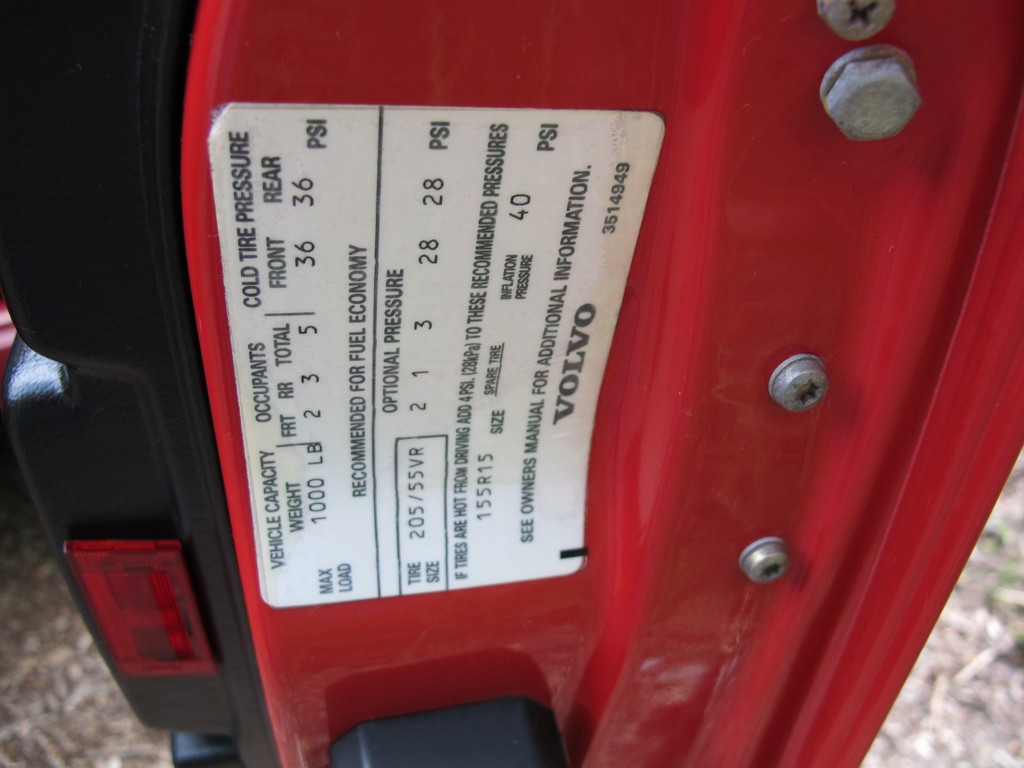 VEHICLE CAPACITY OCCUPANTS COLD TIRE PRESSURE
WEIGHT FRT RR TOTAL FRONT REAR
MAX LOAD 1000 LB 2 3 5 36 36 PSI
RECOMMENDED FOR FUEL ECONOMY
OPTIONAL PRESSURE
TIRE SIZE 205/55VR 2 1 3 28 28 PSI
IF TIRES ARE HOT FROM DRIVING ADD 4 PSI. (28kPa) TO THESE RECOMMENDED PRESSURES
155R15 SIZE SPARE TIRE INFLATION PRESSURE 40 PSI
SEE OWNERS MANUAL FOR ADDITIONAL INFORMATION.
VOLVO 3514949